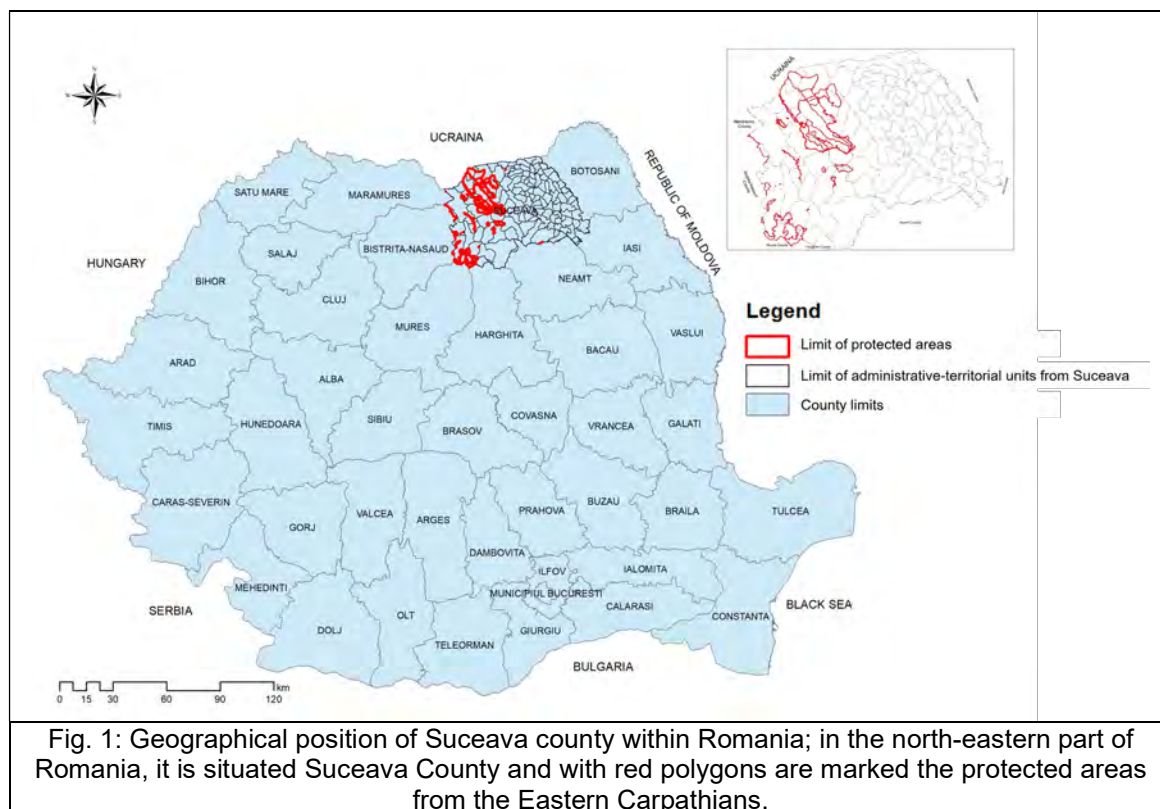 UCRAINA
UCRAINA
BOTOSANI
REPUBLIC OF MOLDOVA
SATU MARE
MARAMURES
SUCEAVA
HUNGARY
SALAJ
BISTRITA-NASAUD
IASI
BIHOR
CLUJ
NEAMT
MURES
HARGHITA
VASLUI
BACAU
ARAD
ALBA
TIMIS
HUNEDOARA
SIBIU
BRASOV
COVASNA
VRANCEA
GALATI
CARAS-SEVERIN
GORJ
VALCEA
ARGES
PRAHOVA
BUZAU
BRAILA
TULCEA
DAMBOVITA
ILFOV
IALOMITA
MEHEDINTI
MUNICIPIUL BUCURESTI
CALARASI
SERBIA
OLT
CONSTANTA
BLACK SEA
DOLJ
TELEORMAN
GIURGIU
BULGARIA
Legend
Limit of protected areas
Limit of administrative-territorial units from Suceava
County limits
km
0 15 30 60 90 120
Fig. 1: Geographical position of Suceava county within Romania; in the north-eastern part of
Romania, it is situated Suceava County and with red polygons are marked the protected areas
from the Eastern Carpathians.